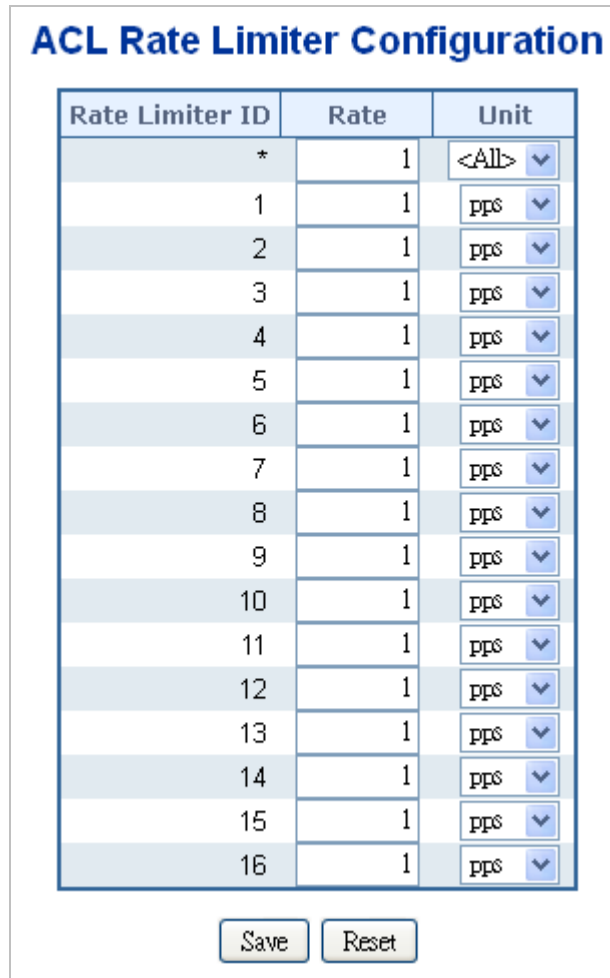 ACL Rate Limiter Configuration
Rate Limiter ID Rate Unit
* 1 <All>
1 1 pps
2 1 pps
3 1 pps
4 1 pps
5 1 pps
6 1 pps
7 1 pps
8 1 pps
9 1 pps
10 1 pps
11 1 pps
12 1 pps
13 1 pps
14 1 pps
15 1 pps
16 1 pps
Save Reset